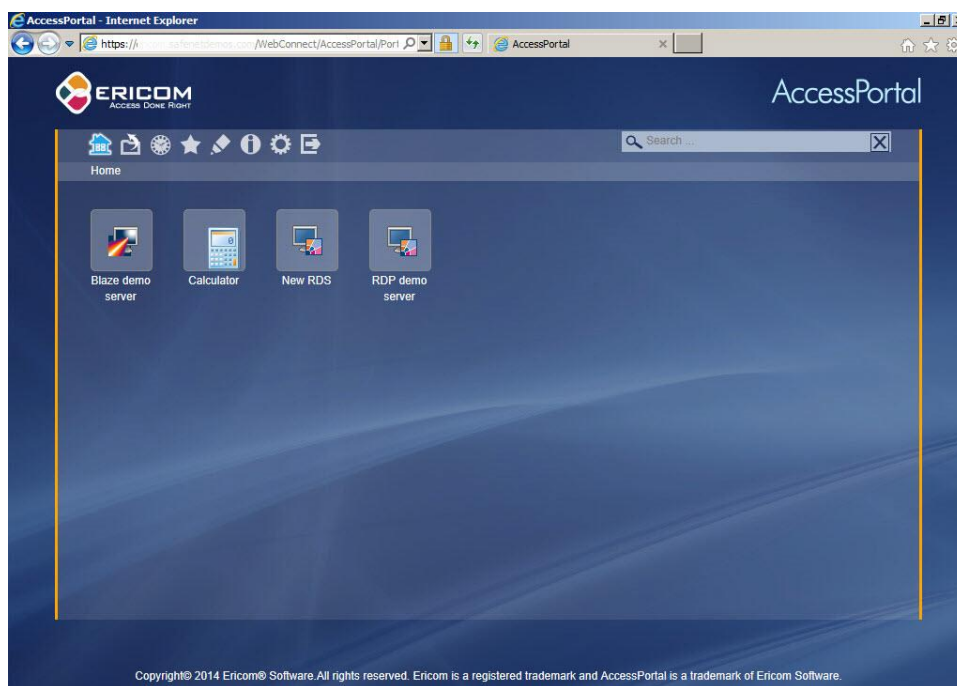 AccessPortal - Internet Explorer
https:// /WebConnect/AccessPortal/Port
AccessPortal
ERICOM
ACCESS DONE RIGHT
AccessPortal
Search ...
Home
Blaze demo
server
Calculator
New RDS
RDP demo
server
Copyright© 2014 Ericom® Software.All rights reserved. Ericom is a registered trademark and AccessPortal is a trademark of Ericom Software.